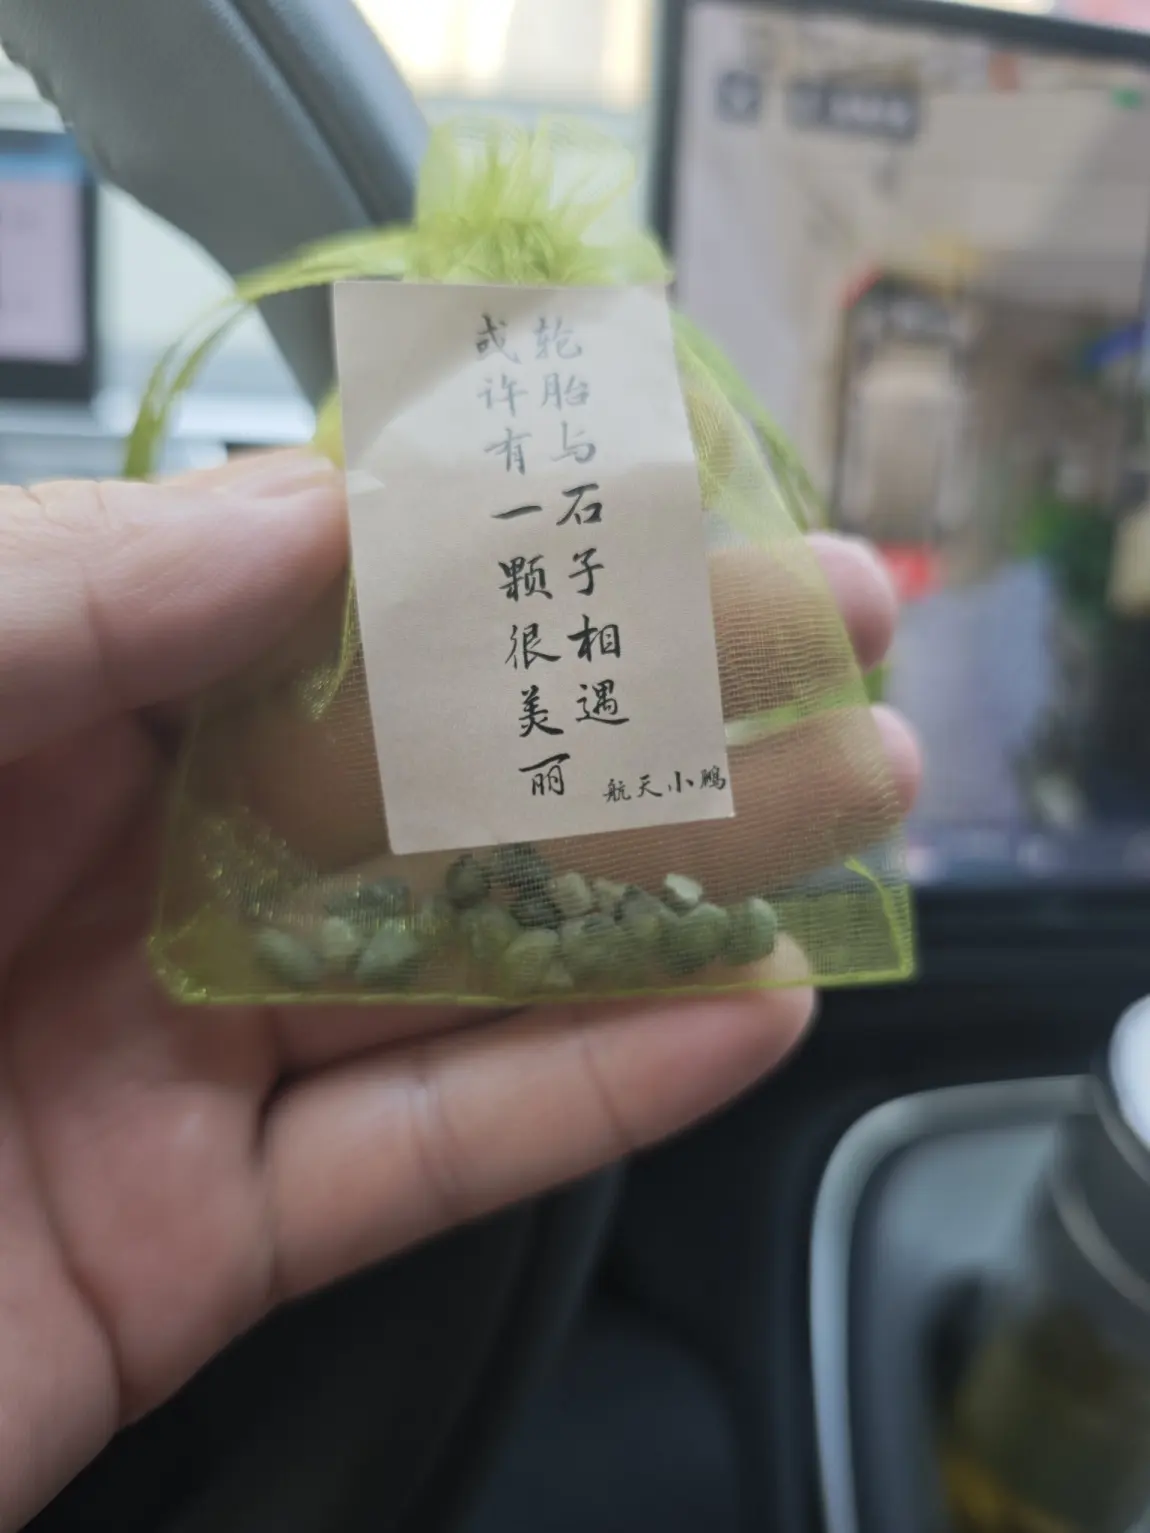 轮胎与石子相遇
或许有一颗很美丽
航天小鹏